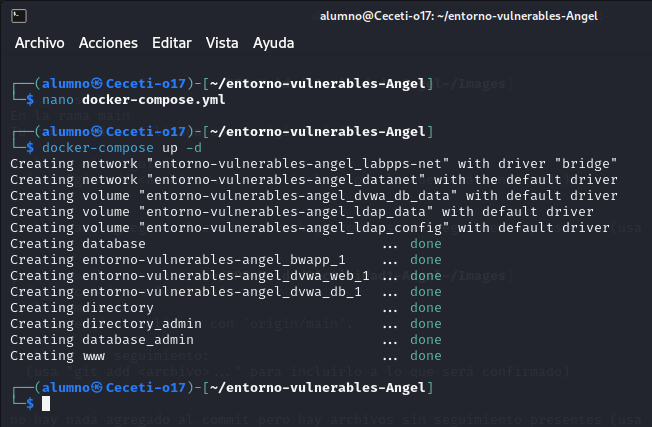 alumno@Ceceti-o17: ~/entorno-vulnerables-Angel
Archivo Acciones Editar Vista Ayuda
┌──(alumno㉿Ceceti-o17)-[~/entorno-vulnerables-Angel]
└─$ nano docker-compose.yml
┌──(alumno㉿Ceceti-o17)-[~/entorno-vulnerables-Angel]
└─$ docker-compose up -d
Creating network "entorno-vulnerables-angel_labpps-net" with driver "bridge"
Creating network "entorno-vulnerables-angel_datanet" with the default driver
Creating volume "entorno-vulnerables-angel_dvwa_db_data" with default driver
Creating volume "entorno-vulnerables-angel_ldap_data" with default driver
Creating volume "entorno-vulnerables-angel_ldap_config" with default driver
Creating database ... done
Creating entorno-vulnerables-angel_bwapp_1 ... done
Creating entorno-vulnerables-angel_dvwa_web_1 ... done
Creating entorno-vulnerables-angel_dvwa_db_1 ... done
Creating directory ... done
Creating directory_admin ... done
Creating database_admin ... done
Creating www ... done
┌──(alumno㉿Ceceti-o17)-[~/entorno-vulnerables-Angel]
└─$